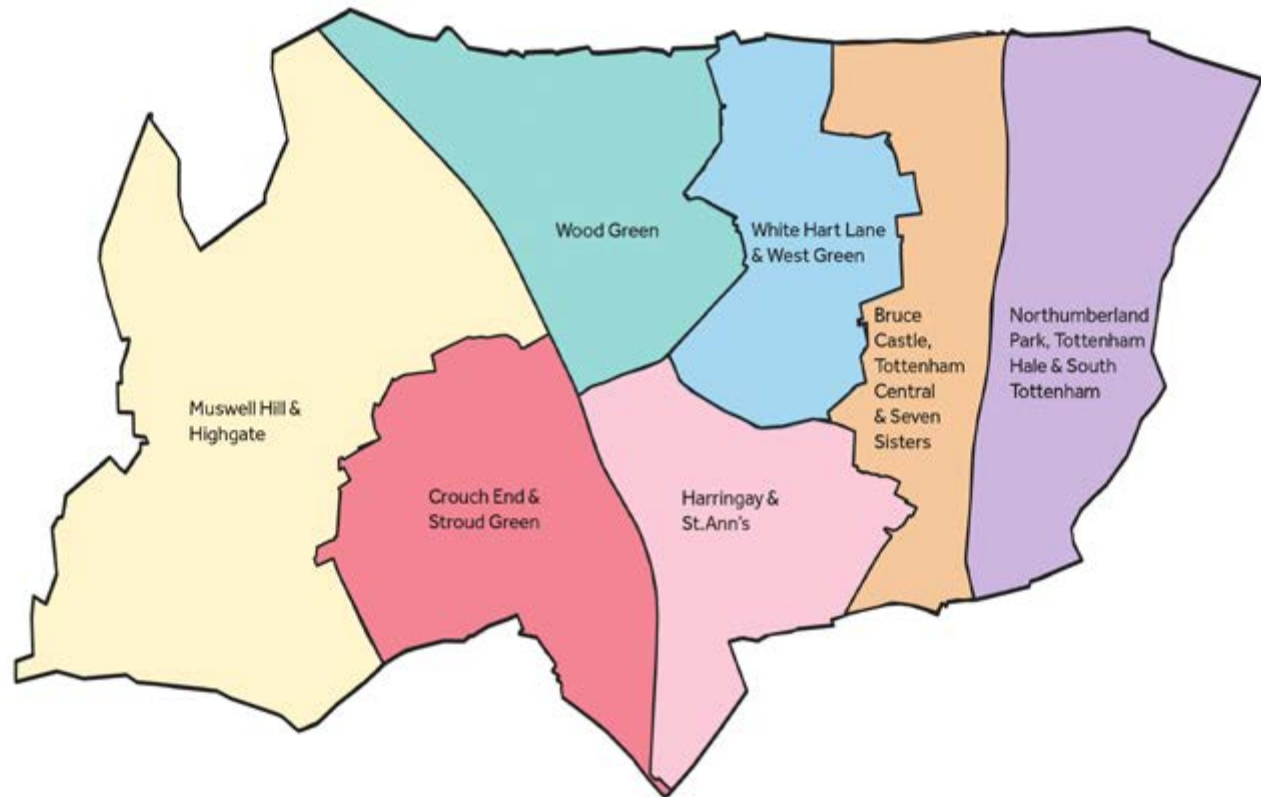 Wood Green
White Hart Lane
& West Green
Bruce
Castle,
Tottenham
Central
& Seven
Sisters
Northumberland
Park, Tottenham
Hale & South
Tottenham
Muswell Hill &
Highgate
Crouch End &
Stroud Green
Harringay &
St.Ann's